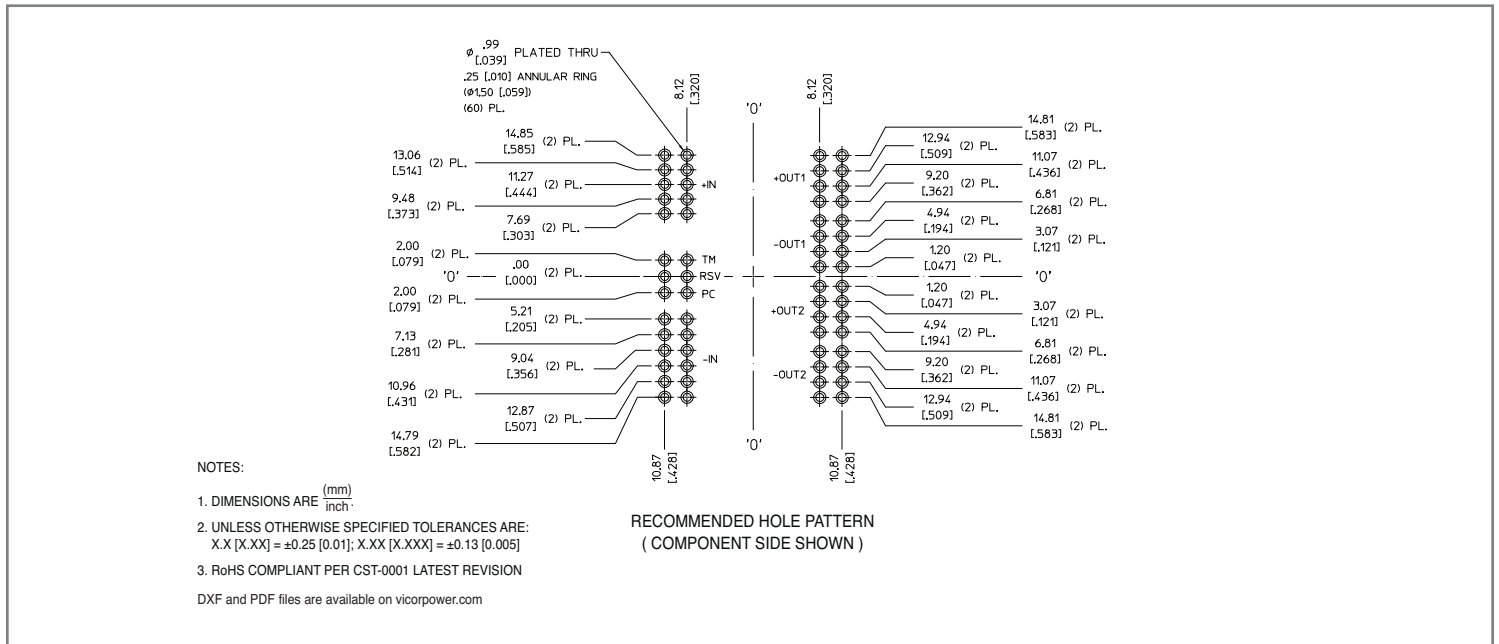 ø .99 PLATED THRU
[.039]
.25 [.010] ANNULAR RING
(ø1.50 [.059])
(60) PL.
8.12
[.320]
'0'
8.12
[.320]
14.85
[.585] (2) PL.
13.06
[.514] (2) PL.
11.27
[.444] (2) PL.
9.48
[.373] (2) PL.
7.69
[.303] (2) PL.
2.00
[.079] (2) PL.
'0'
.00
[.000] (2) PL.
2.00
[.079] (2) PL.
5.21
[.205] (2) PL.
7.13
[.281] (2) PL.
9.04
[.356] (2) PL.
10.96
[.431] (2) PL.
12.87
[.507] (2) PL.
14.79
[.582] (2) PL.
+IN
TM
RSV
PC
-IN
10.87
[.428]
'0'
+OUT1
-OUT1
+OUT2
-OUT2
10.87
[.428]
14.81
[.583] (2) PL.
12.94
[.509] (2) PL.
11.07
[.436] (2) PL.
9.20
[.362] (2) PL.
6.81
[.268] (2) PL.
4.94
[.194] (2) PL.
3.07
[.121] (2) PL.
1.20
[.047] (2) PL.
'0'
1.20
[.047] (2) PL.
3.07
[.121] (2) PL.
4.94
[.194] (2) PL.
6.81
[.268] (2) PL.
9.20
[.362] (2) PL.
11.07
[.436] (2) PL.
12.94
[.509] (2) PL.
14.81
[.583] (2) PL.
RECOMMENDED HOLE PATTERN
( COMPONENT SIDE SHOWN )
NOTES:
1. DIMENSIONS ARE (mm)
inch.
2. UNLESS OTHERWISE SPECIFIED TOLERANCES ARE:
X.X [X.XX] = ±0.25 [0.01]; X.XX [X.XXX] = ±0.13 [0.005]
3. RoHS COMPLIANT PER CST-0001 LATEST REVISION
DXF and PDF files are available on vicorpower.com